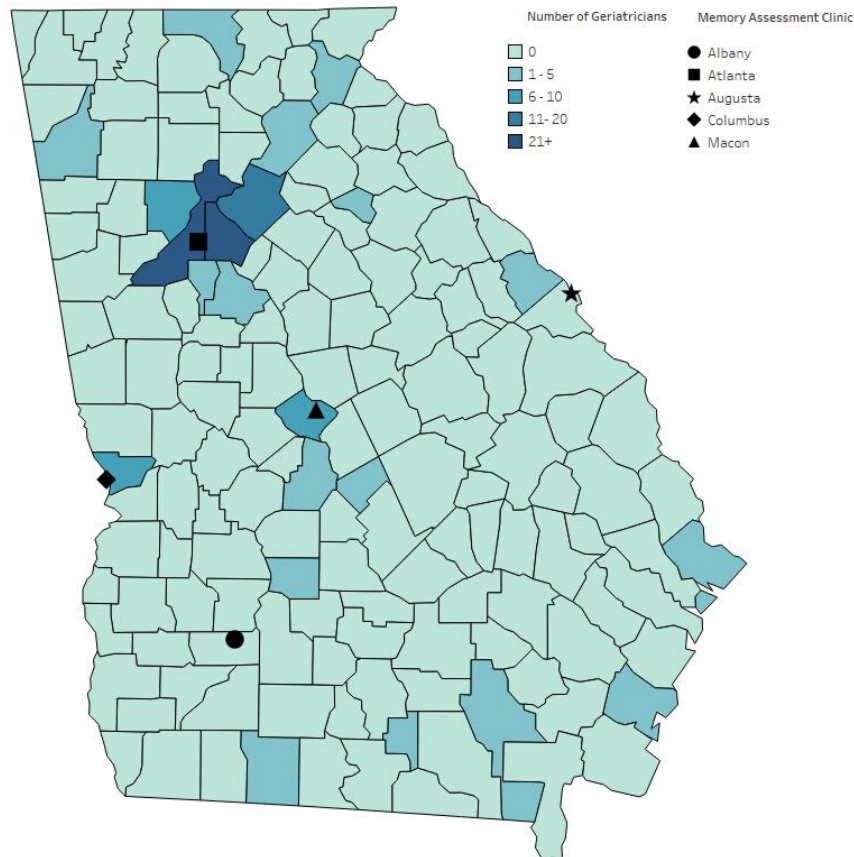 Number of Geriatricians
0
1 - 5
6 - 10
11- 20
21+
Memory Assessment Clinic
Albany
Atlanta
Augusta
Columbus
Macon